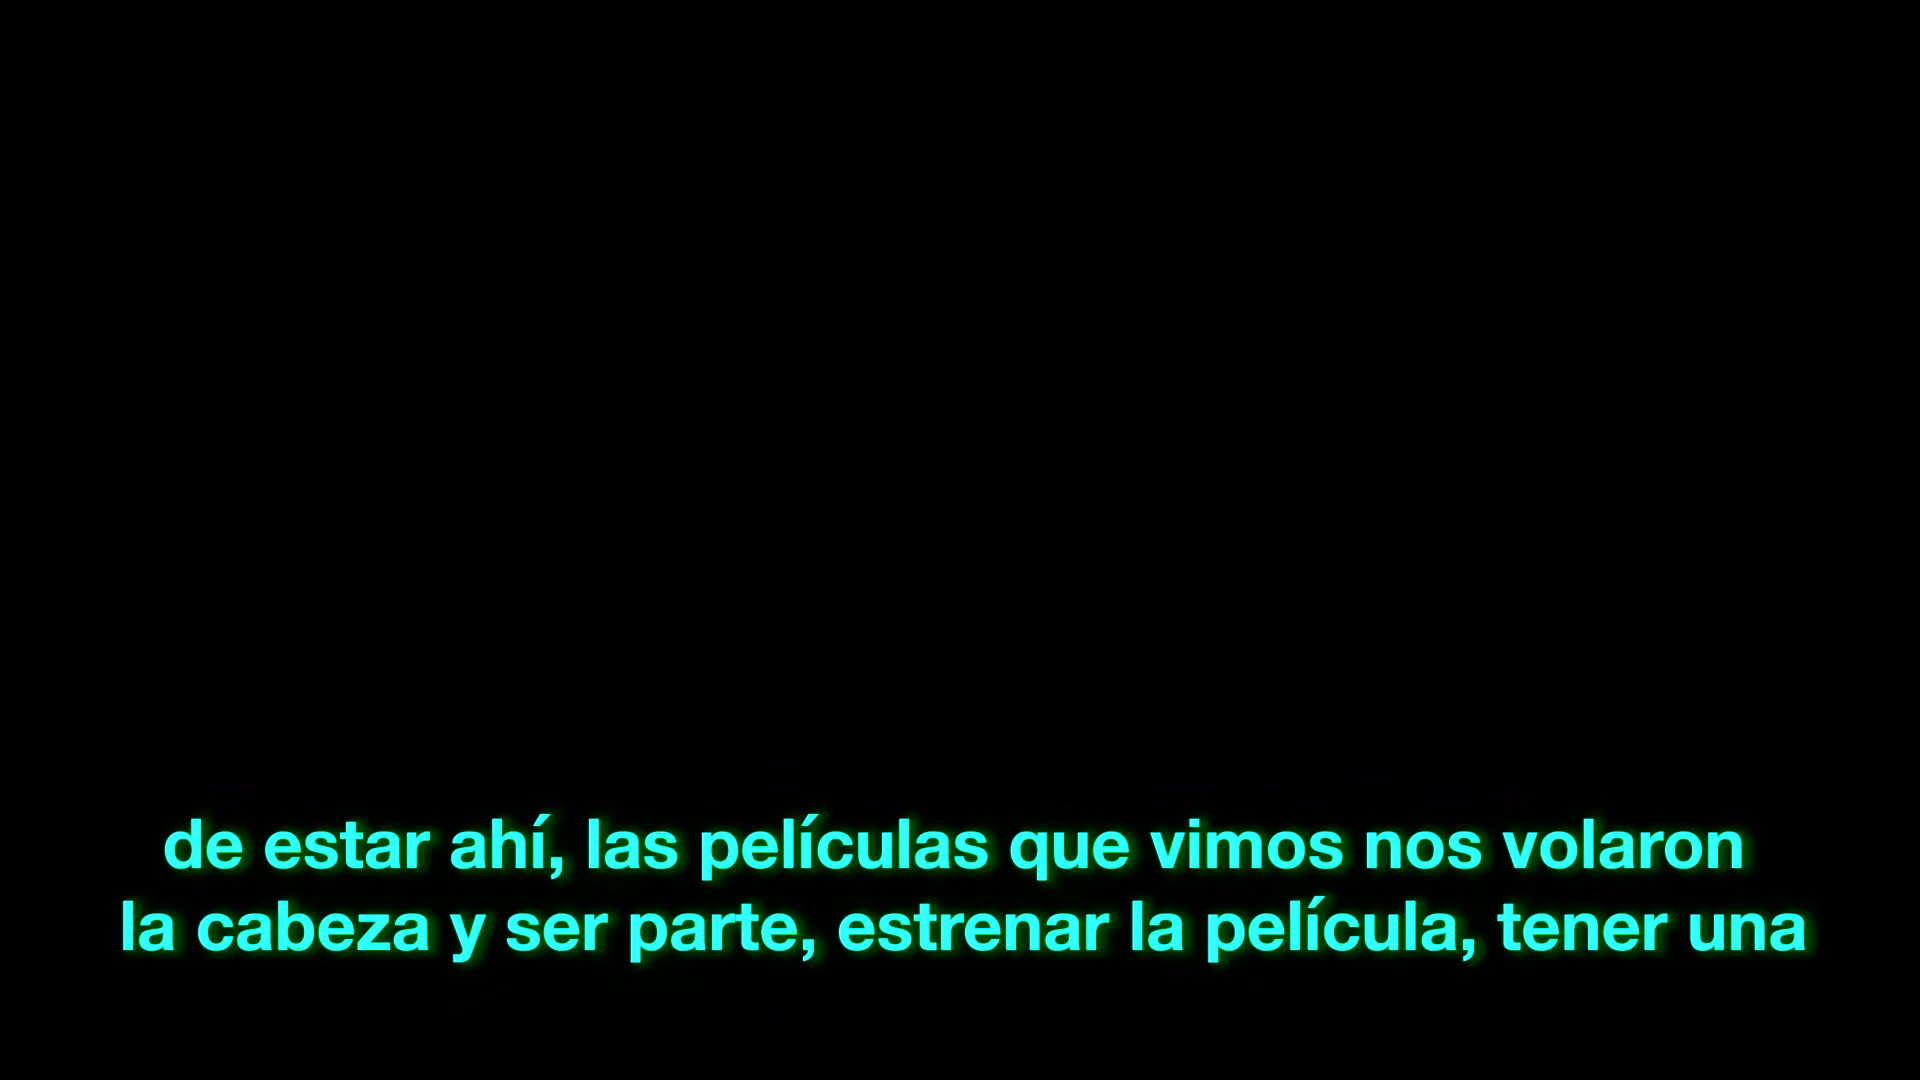 de estar ahí, las películas que vimos nos volaron
la cabeza y ser parte, estrenar la película, tener una